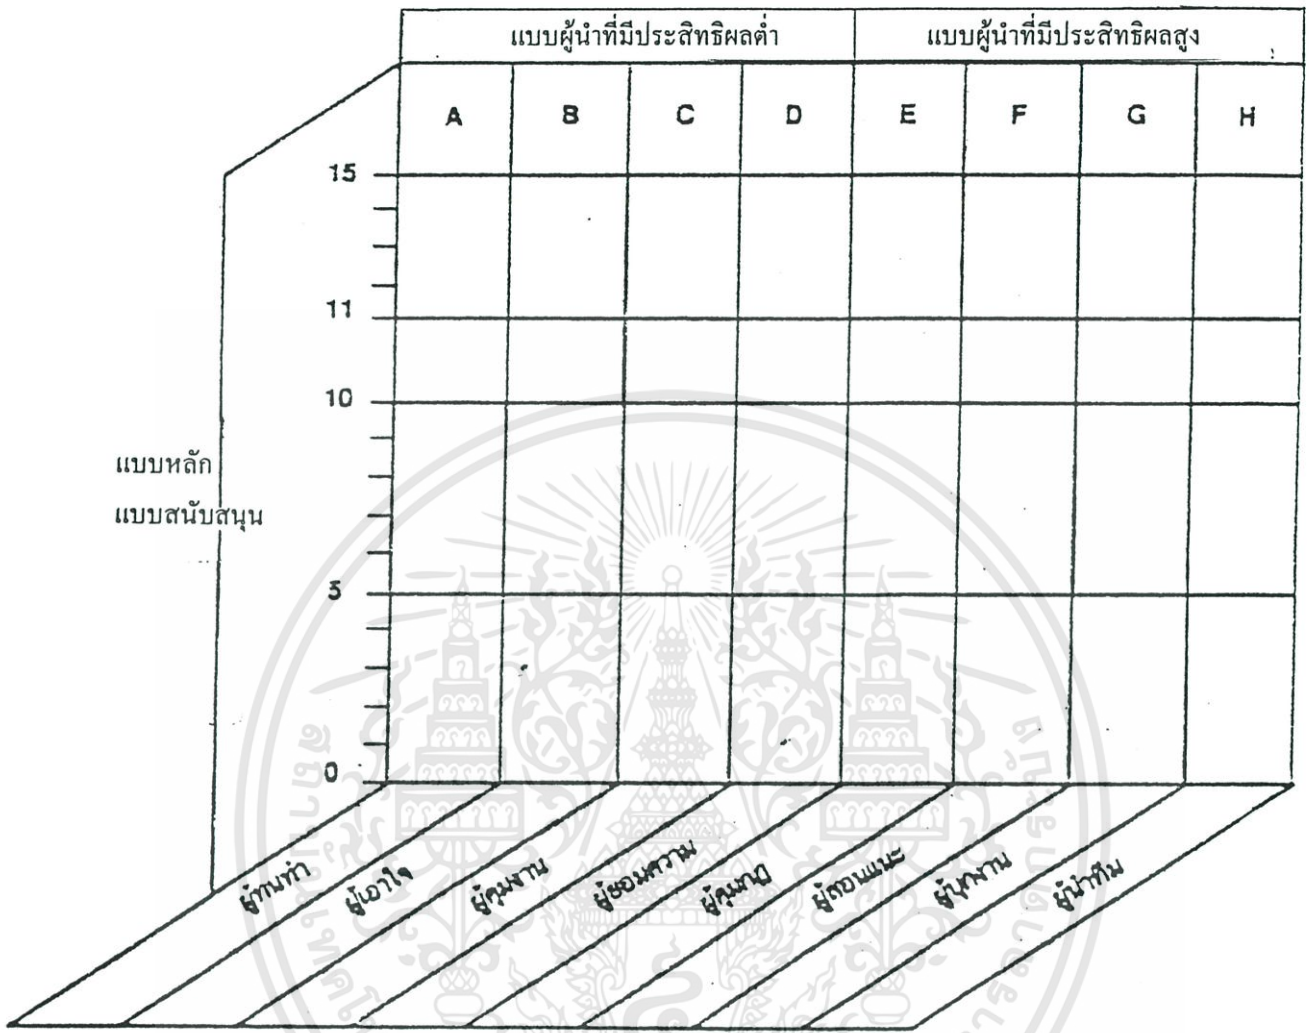 แบบผู้นำที่มีประสิทธิผลต่ำ แบบผู้นำที่มีประสิทธิผลสูง
A B C D E F G H
15
11
10
แบบหลัก
แบบสนับสนุน
5
0
ผู้ทนทำ ผู้เอาใจ ผู้คุมงาน ผู้ยอมความ ผู้คุมกฎ ผู้สอนแนะ ผู้บุกงาน ผู้นำทีม